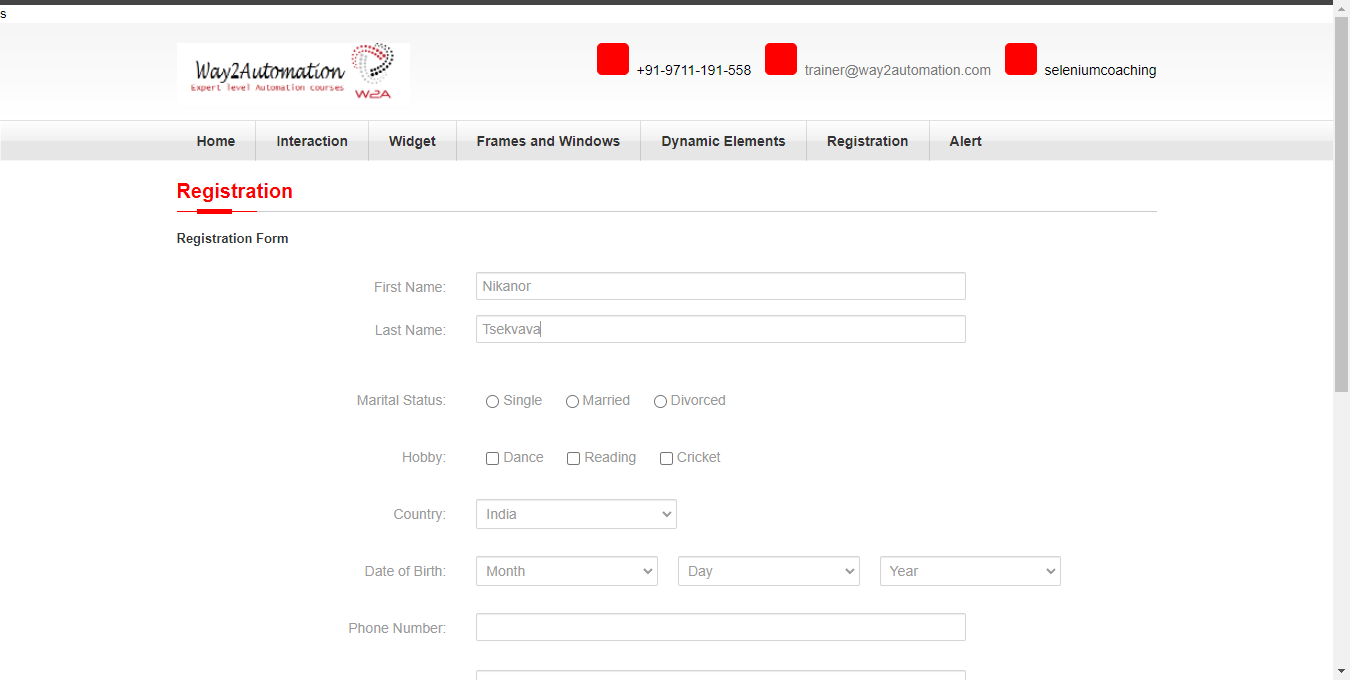 s
Way2Automation
Expert level Automation courses
W2A
+91-9711-191-558 trainer@way2automation.com seleniumcoaching
Home Interaction Widget Frames and Windows Dynamic Elements Registration Alert
Registration
Registration Form
First Name: Nikanor
Last Name: Tsekvava
Marital Status: Single Married Divorced
Hobby: Dance Reading Cricket
Country: India
Date of Birth: Month Day Year
Phone Number: